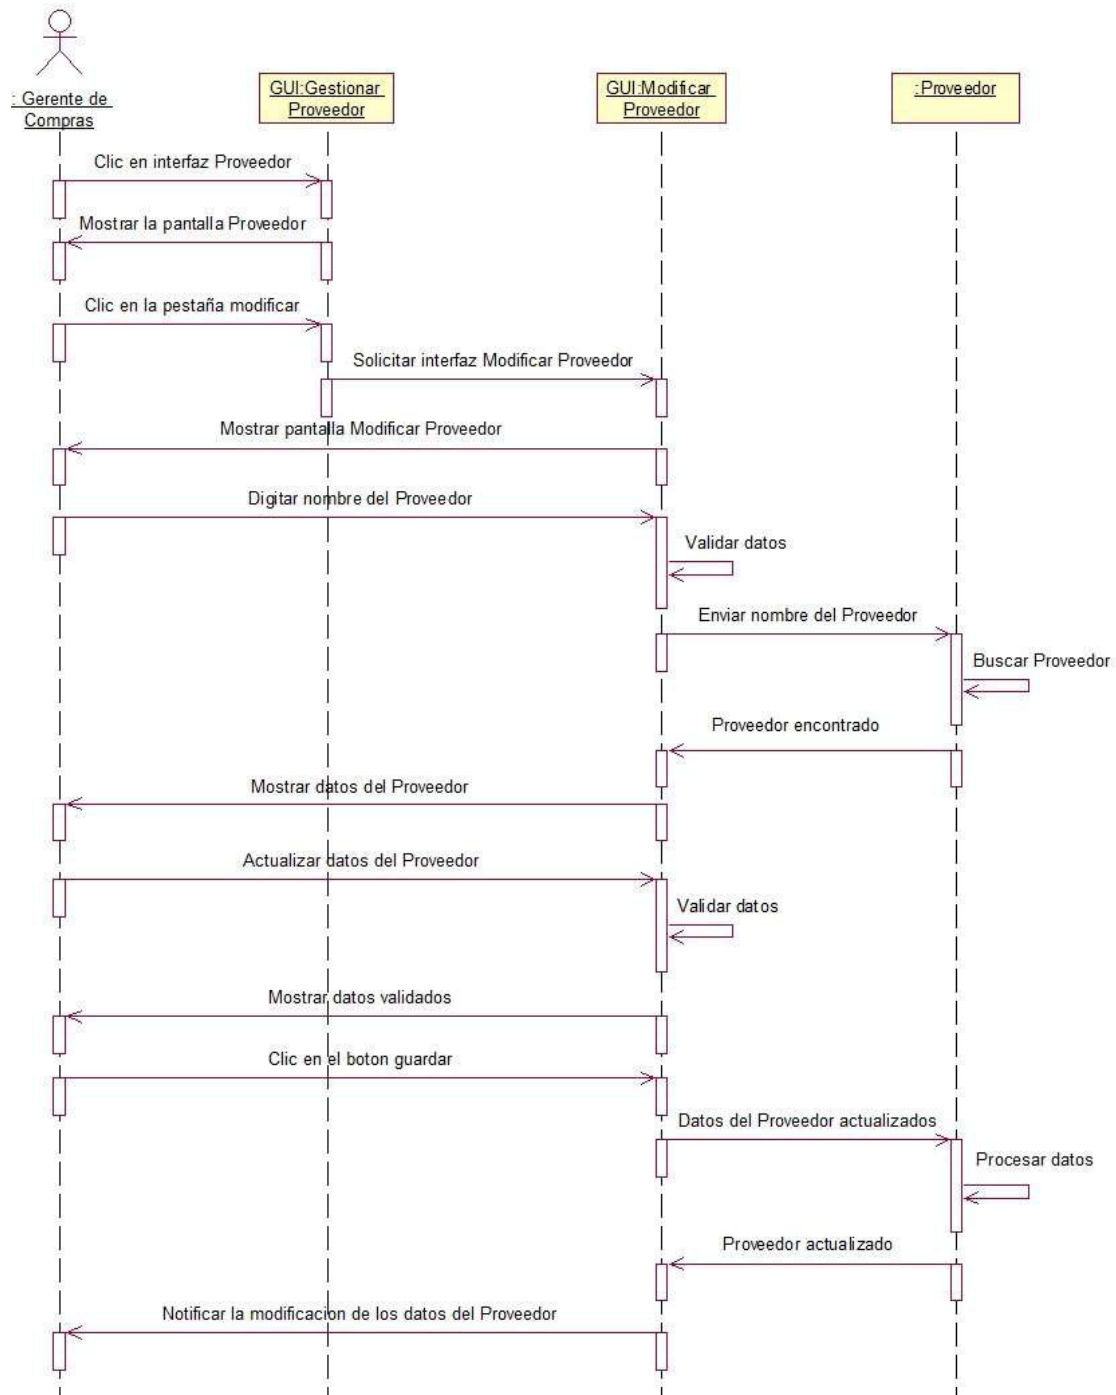 : Gerente de
Compras
GUI:Gestionar
Proveedor
GUI:Modificar
Proveedor
:Proveedor
Clic en interfaz Proveedor
Mostrar la pantalla Proveedor
Clic en la pestaña modificar
Solicitar interfaz Modificar Proveedor
Mostrar pantalla Modificar Proveedor
Digitar nombre del Proveedor
Validar datos
Enviar nombre del Proveedor
Buscar Proveedor
Proveedor encontrado
Mostrar datos del Proveedor
Actualizar datos del Proveedor
Validar datos
Mostrar datos validados
Clic en el boton guardar
Datos del Proveedor actualizados
Procesar datos
Proveedor actualizado
Notificar la modificacion de los datos del Proveedor